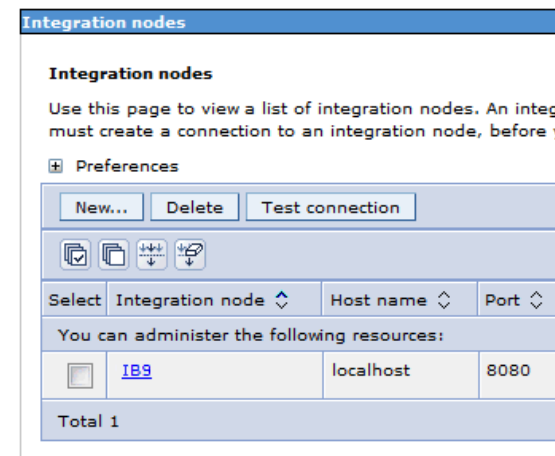 Integration nodes
Integration nodes
Use this page to view a list of integration nodes. An
must create a connection to an integration node, before
Preferences
New... Delete Test connection
Select Integration node Host name Port
You can administer the following resources:
IB9 localhost 8080
Total 1